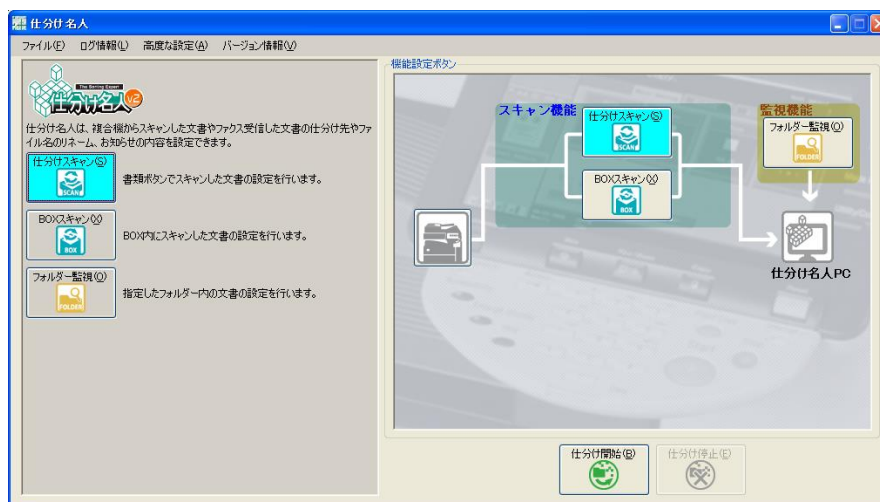 仕分け名人
ファイル(F) ログ情報(L) 高度な設定(A) バージョン情報(V)
The Sorting Expert
仕分け名人 V2
仕分け名人は、複合機からスキャンした文書やファクス受信した文書の仕分け先やファ
イル名のリネーム、お知らせの内容を設定できます。
仕分けスキャン(S)
SCAN
書類ボタンでスキャンした文書の設定を行います。
BOXスキャン(X)
BOX
BOX内にスキャンした文書の設定を行います。
フォルダー監視(O)
FOLDER
指定したフォルダー内の文書の設定を行います。
機能設定ボタン
スキャン機能
仕分けスキャン(S)
SCAN
BOXスキャン(X)
BOX
監視機能
フォルダー監視(O)
FOLDER
仕分け名人PC
仕分け開始(B)
仕分け停止(E)